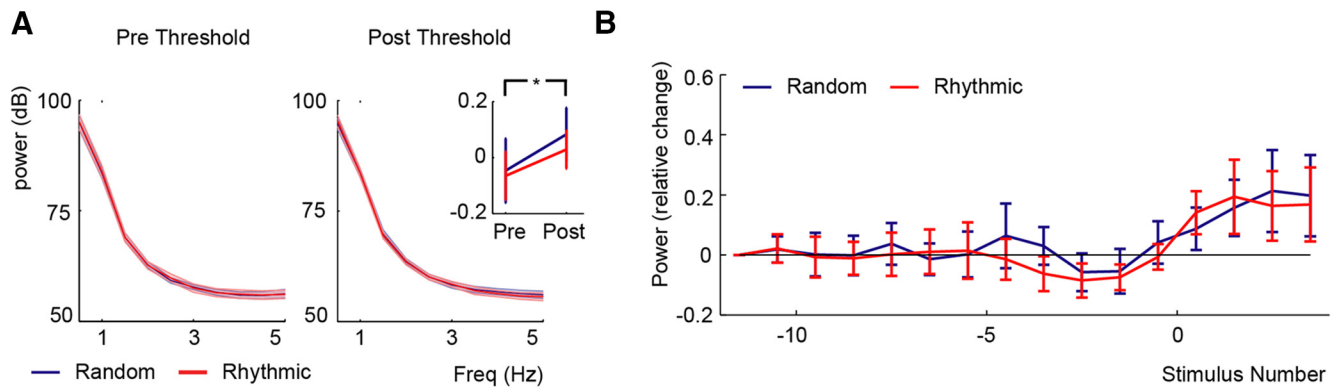 A
Pre Threshold
Post Threshold
power (dB)
100
75
50
1
3
5
100
75
50
1
3
5
*
0.2
0
-0.2
Pre
Post
Random
Rhythmic
Freq (Hz)
B
Power (relative change)
0.6
0.4
0.2
0
-0.2
Random
Rhythmic
-10
-5
0
Stimulus Number